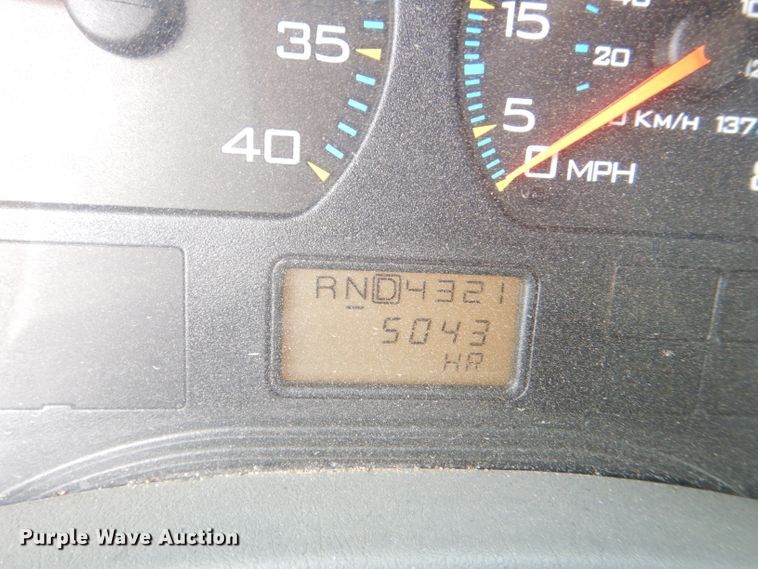 35
40
15
20
5
KM/H
0 MPH
RND4321
5043
HR
Purple Wave Auction